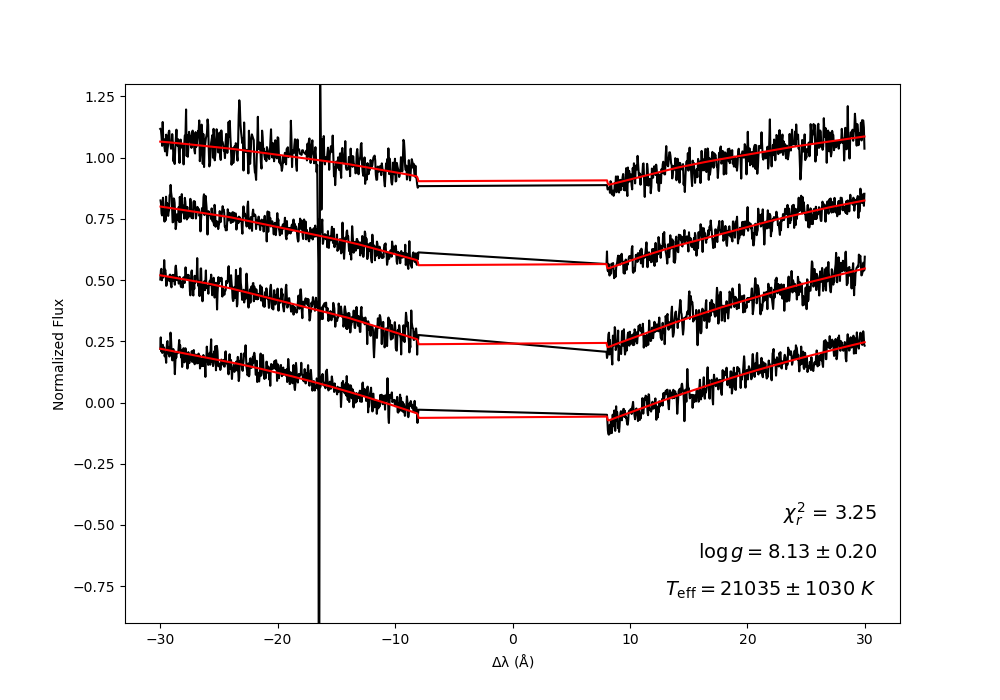 1.25
1.00
0.75
0.50
0.25
0.00
−0.25
−0.50
−0.75
Normalized Flux
χ²ᵣ = 3.25
log g = 8.13 ± 0.20
T_eff = 21035 ± 1030 K
−30 −20 −10 0 10 20 30
Δλ (Å)